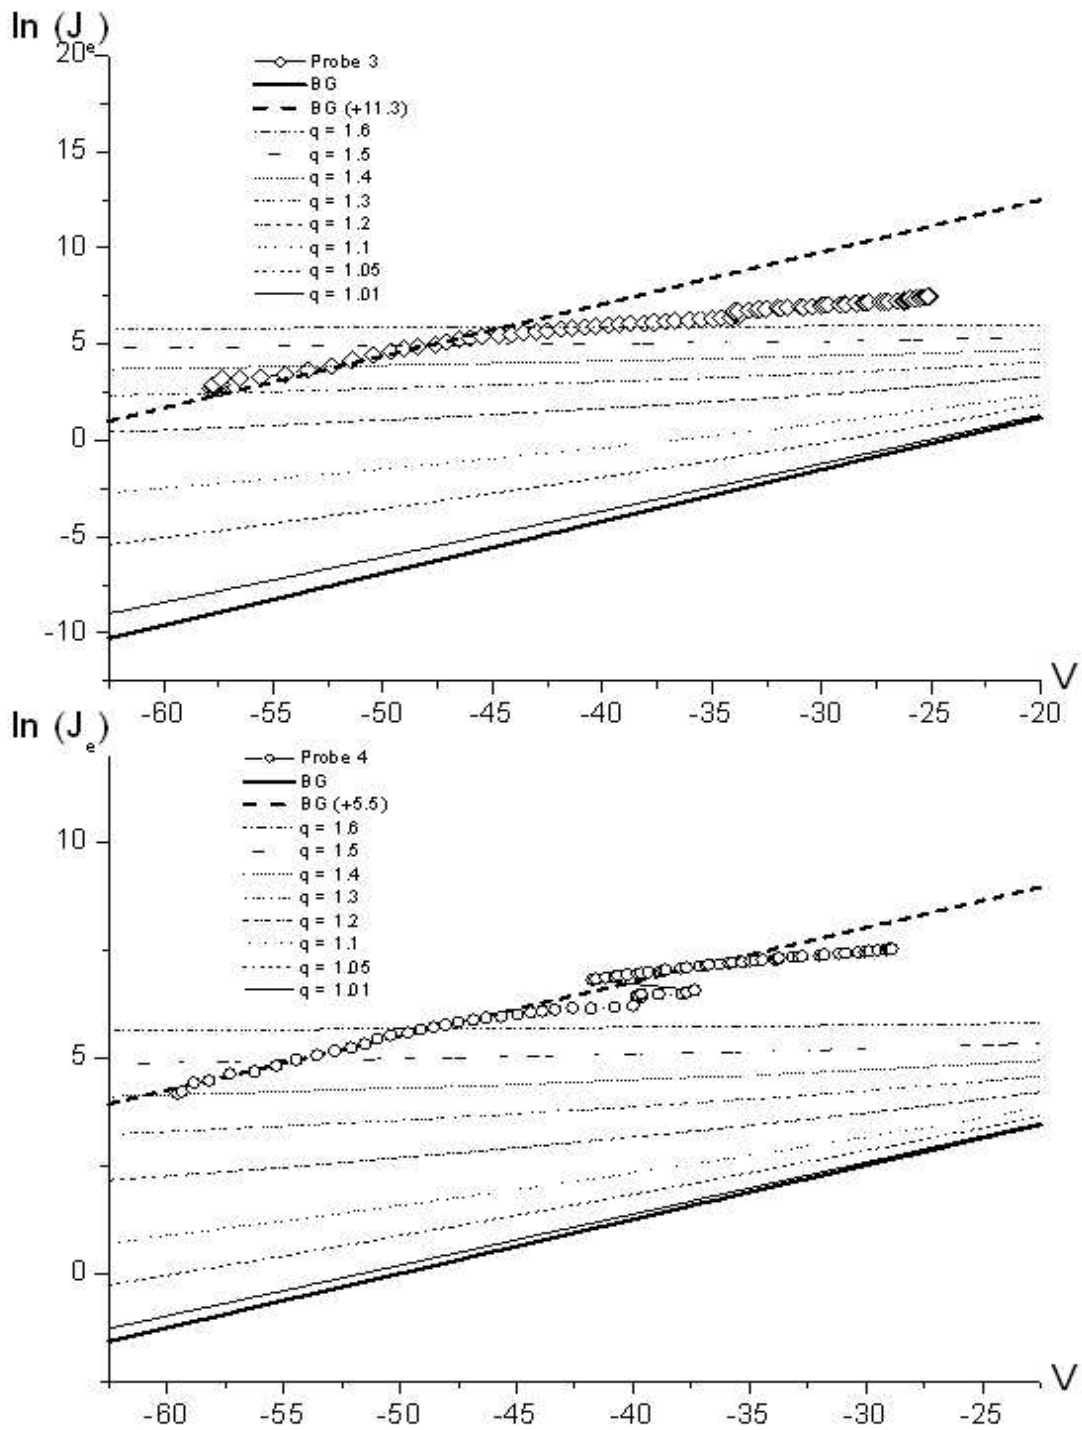 ln (Jₑ)
Probe 3
BG
BG (+11.3)
q = 1.6
q = 1.5
q = 1.4
q = 1.3
q = 1.2
q = 1.1
q = 1.05
q = 1.01
20
15
10
5
0
-5
-10
-60 -55 -50 -45 -40 -35 -30 -25 -20
V
ln (Jₑ)
Probe 4
BG
BG (+5.5)
q = 1.6
q = 1.5
q = 1.4
q = 1.3
q = 1.2
q = 1.1
q = 1.05
q = 1.01
10
5
0
-60 -55 -50 -45 -40 -35 -30 -25
V